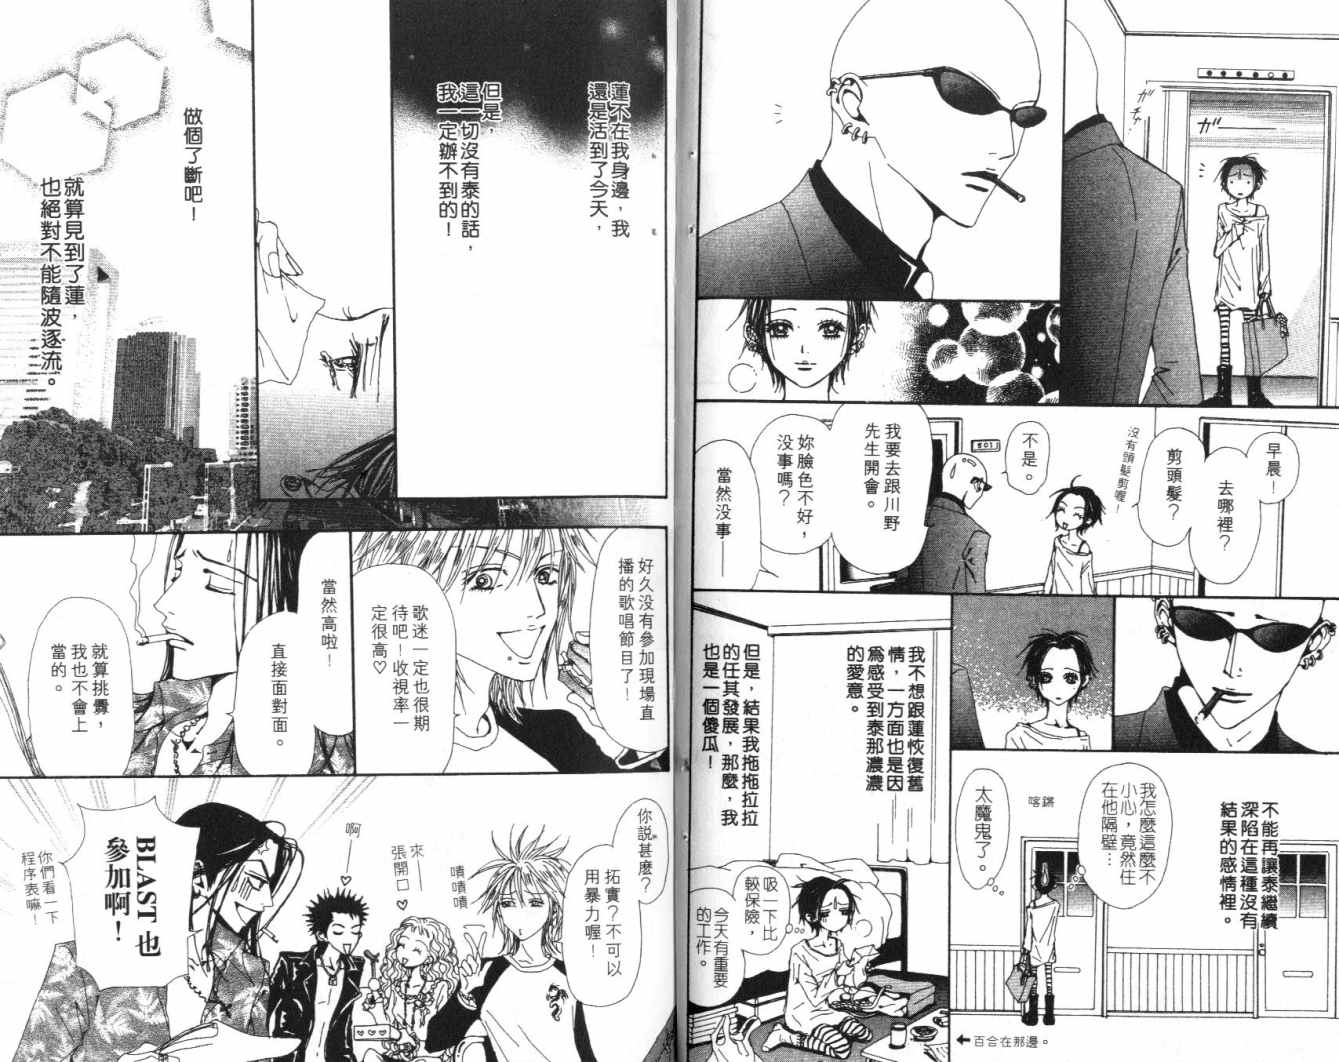 ガ
ガチャ
早晨！
去哪裡？
剪頭髮？
沒有頭髮剪喔！
不是。
501
我要去跟川野
先生開會。
妳臉色不好，
沒事嗎？
當然沒事——
不能再讓泰繼續
深陷在這種沒有
結果的感情裡。
喀鏘
我怎麼這麼不
小心，竟然住
在他隔壁…
太魔鬼了。
←百合在那邊。
我不想跟蓮恢復舊
情，一方面也是因
為感受到泰那濃濃
的愛意。
但是，結果我拖拖拉拉
的任其發展，那麼，我
也是一個傻瓜！
吸一下比
較保險，
今天有重要
的工作。
蓮不在我身邊，我
還是活到了今天，
但是，
這一切沒有泰的話，
我一定辦不到的！
做個了斷吧！
就算見到了蓮，
也絕對不能隨波逐流。
好久沒有參加現場直
播的歌唱節目了！
歌迷一定也很期
待吧！收視率一
定很高♡
當然高啦！
直接面對面。
就算挑釁，
我也不會上
當的。
你說甚麼？
拓實？不可以
用暴力喔！
嘖嘖嘖
來——
張開口♡
啊——♡
BLAST也
參加啊！
你們看一下
程序表嘛！